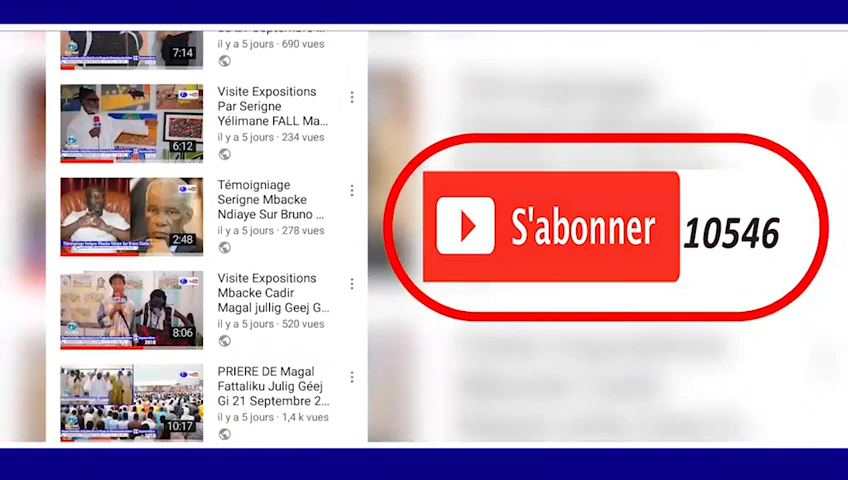 il y a 5 jours · 690 vues
7:14
Visite Expositions
Par Serigne
Yélimane FALL Ma...
il y a 5 jours · 234 vues
6:12
Témoigniage
Serigne Mbacke
Ndiaye Sur Bruno ...
il y a 5 jours · 278 vues
2:48
Visite Expositions
Mbacke Cadir
Magal jullig Geej G...
il y a 5 jours · 520 vues
8:06
PRIERE DE Magal
Fattaliku Julig Géej
Gi 21 Septembre 2...
il y a 5 jours · 1,4 k vues
10:17
S'abonner
10546